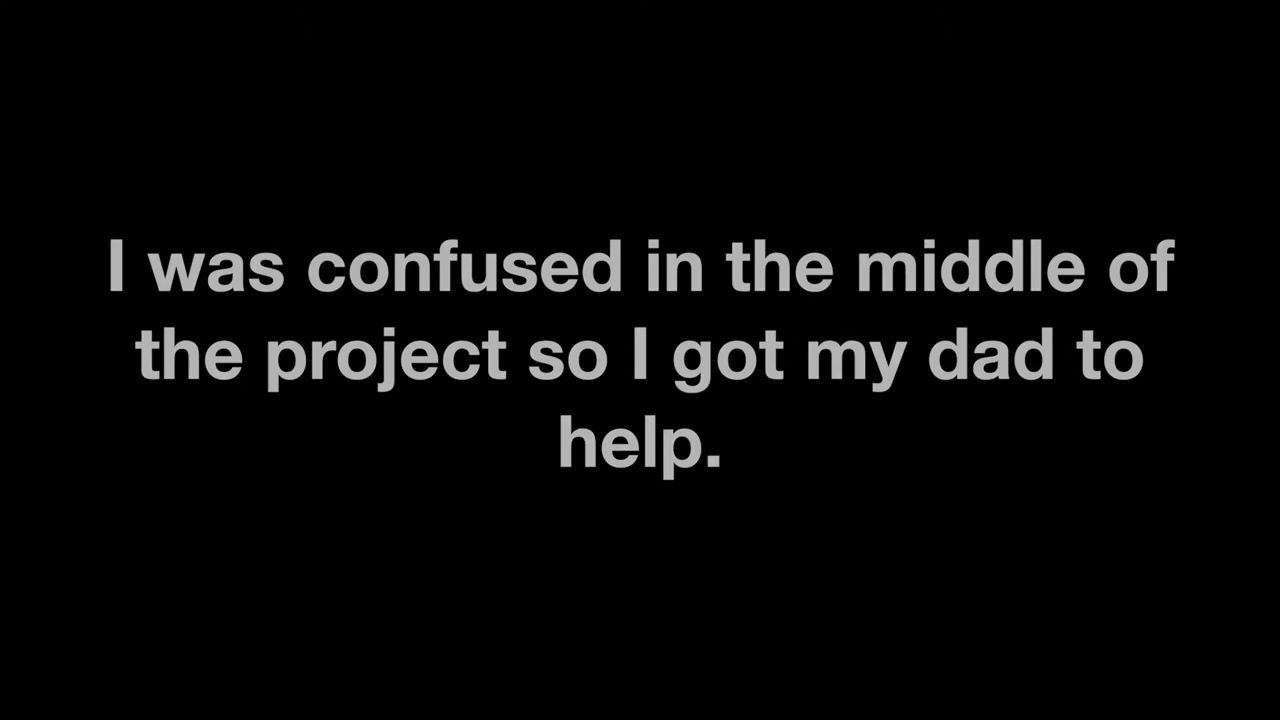 I was confused in the middle of
the project so I got my dad to
help.